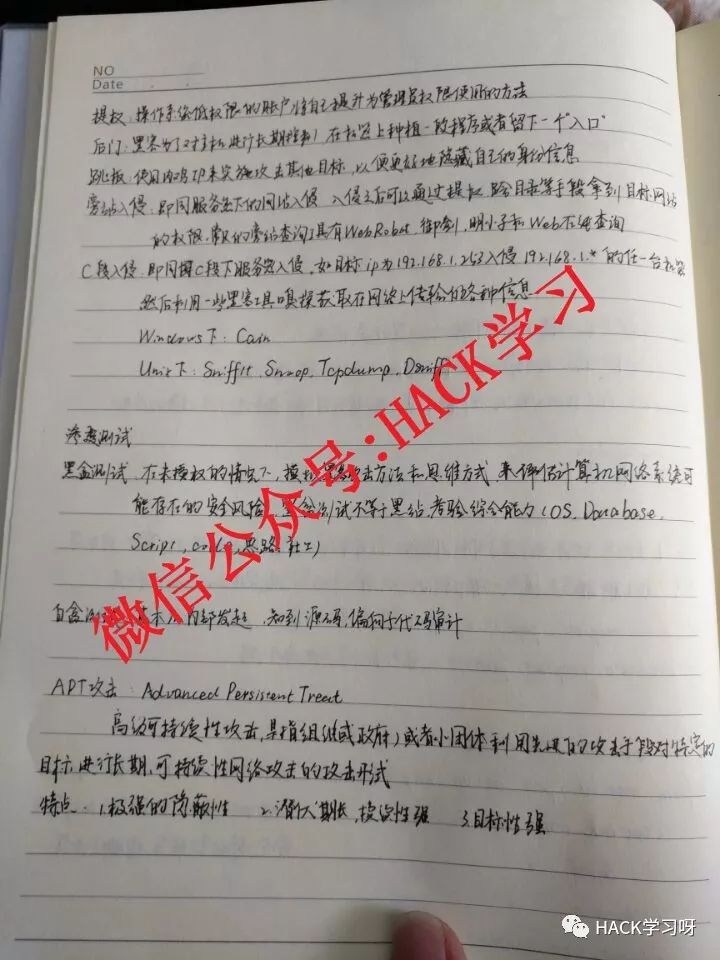 NO
Date
提权:操作系统低权限的账户将自己提升为管理员权限使用的方法
后门:黑客为了对主机进行长期控制,在机器上种植一段程序或者留下一个"入口"
跳板:使用肉鸡IP来实施攻击其他目标,以便更好地隐藏自己的身份信息
旁站入侵:即同服务器下的网站入侵,入侵之后可以通过提权 跨目录等手段拿到目标网站
的权限.常见的旁站查询工具有WebRobot.御剑,明小子和Web在线查询
C段入侵:即同网C段下服务器入侵.如目标ip为192.168.1.253入侵192.168.1.*的任一台机器
然后利用一些黑客工具嗅探获取在网络上传输的各种信息
Windows下:Cain
Unix下:Sniffit.Snoop.Tcpdump.Dsniff
渗透测试
黑盒测试 在未授权的情况下,模拟黑客攻击方法和思维方式 来评估计算机网络系统可
能存在的安全风险.黑盒测试不等于黑站.考验综合能力(OS.Database.
Script,code,思路.社工)
白盒 内部发起 知到源码,偏向于代码审计
APT攻击:Advanced Persistent Treat
高级可持续性攻击,是指组织(或政府)或者小团体利用先进的攻击手段对特定的
目标进行长期.可持续性网络攻击的攻击形式
特点.1.极强的隐蔽性 2.潜伏期长,持续性强 3.目标性强
微信公众号:HACK学习
HACK学习呀